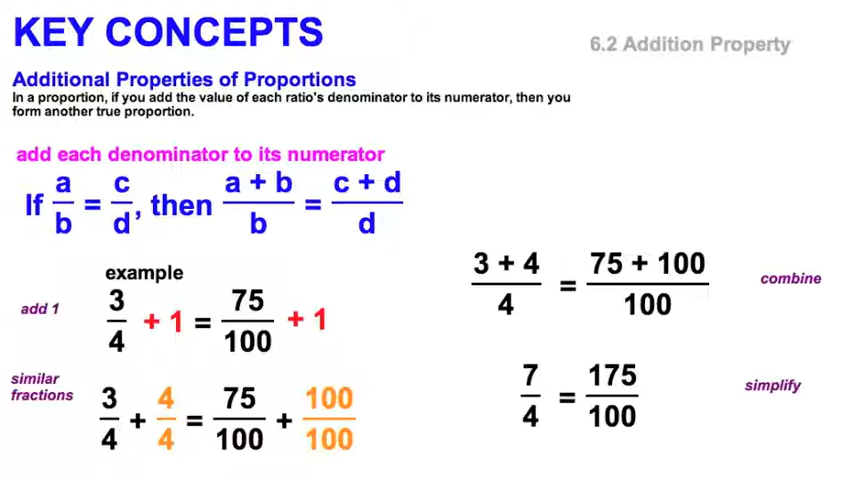 KEY CONCEPTS
6.2 Addition Property
Additional Properties of Proportions
In a proportion, if you add the value of each ratio's denominator to its numerator, then you
form another true proportion.
add each denominator to its numerator
If a/b = c/d, then (a + b)/b = (c + d)/d
example
add 1
3/4 + 1 = 75/100 + 1
similar
fractions
3/4 + 4/4 = 75/100 + 100/100
(3 + 4)/4 = (75 + 100)/100
combine
7/4 = 175/100
simplify